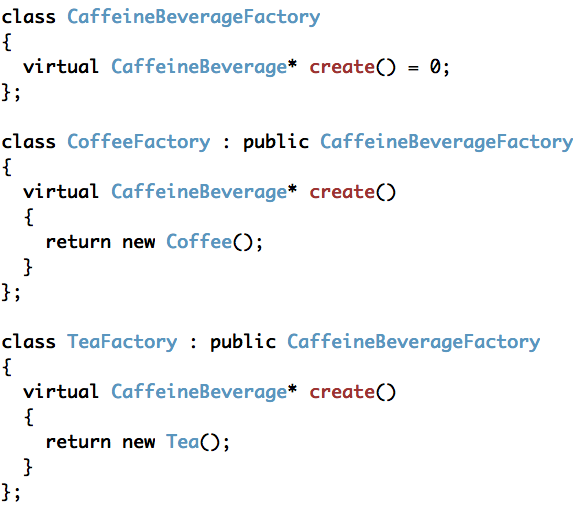 class CaffeineBeverageFactory
{
  virtual CaffeineBeverage* create() = 0;
};

class CoffeeFactory : public CaffeineBeverageFactory
{
  virtual CaffeineBeverage* create()
  {
    return new Coffee();
  }
};

class TeaFactory : public CaffeineBeverageFactory
{
  virtual CaffeineBeverage* create()
  {
    return new Tea();
  }
};